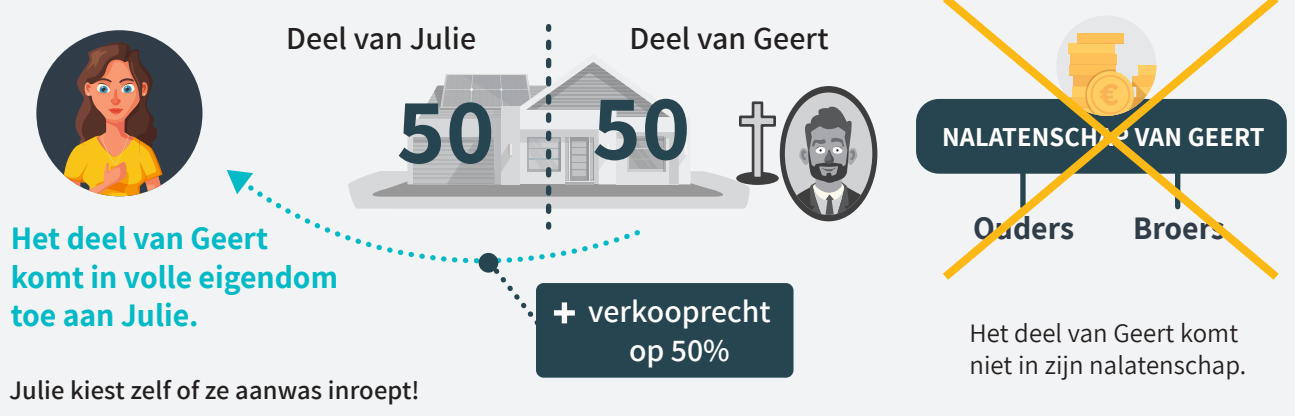 Deel van Julie
Deel van Geert
50
50
Het deel van Geert
komt in volle eigendom
toe aan Julie.
+ verkooprecht
op 50%
Julie kiest zelf of ze aanwas inroept!
€
NALATENSCHAP VAN GEERT
Ouders
Broers
Het deel van Geert komt
niet in zijn nalatenschap.